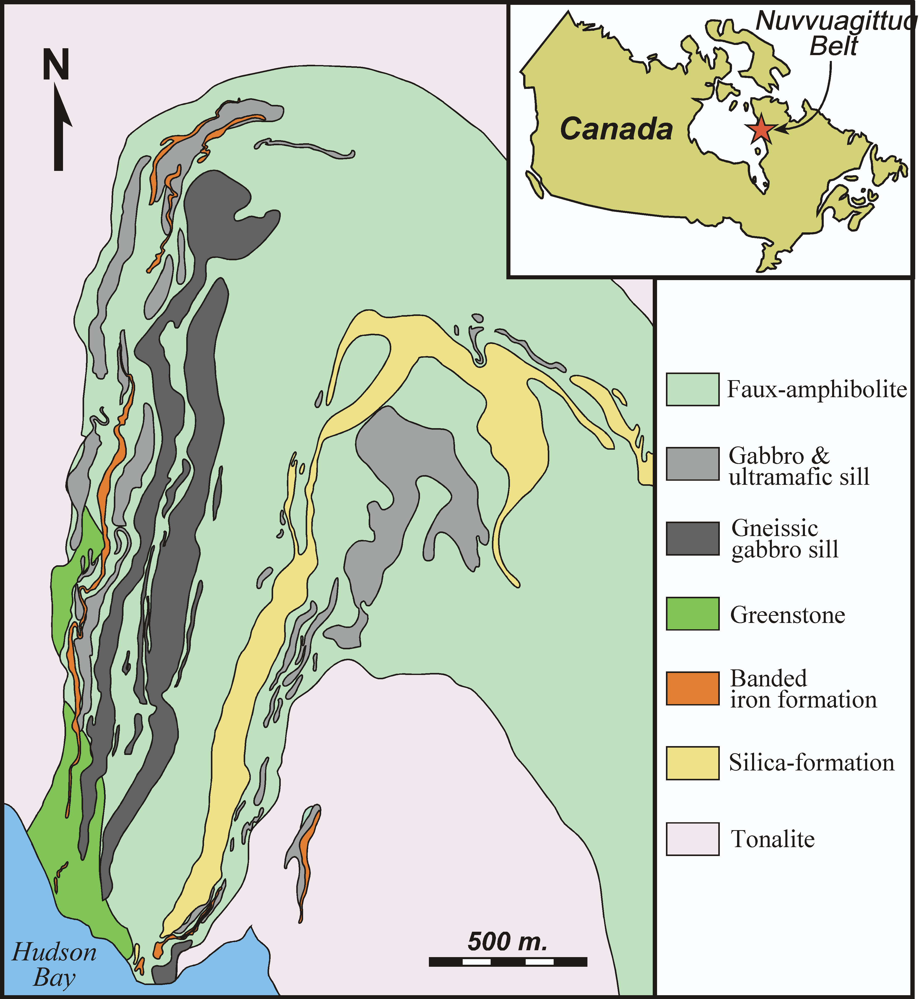 Nuvvuagittuq
Belt
N
Canada
Faux-amphibolite
Gabbro &
ultramafic sill
Gneissic
gabbro sill
Greenstone
Banded
iron formation
Silica-formation
Tonalite
500 m.
Hudson
Bay